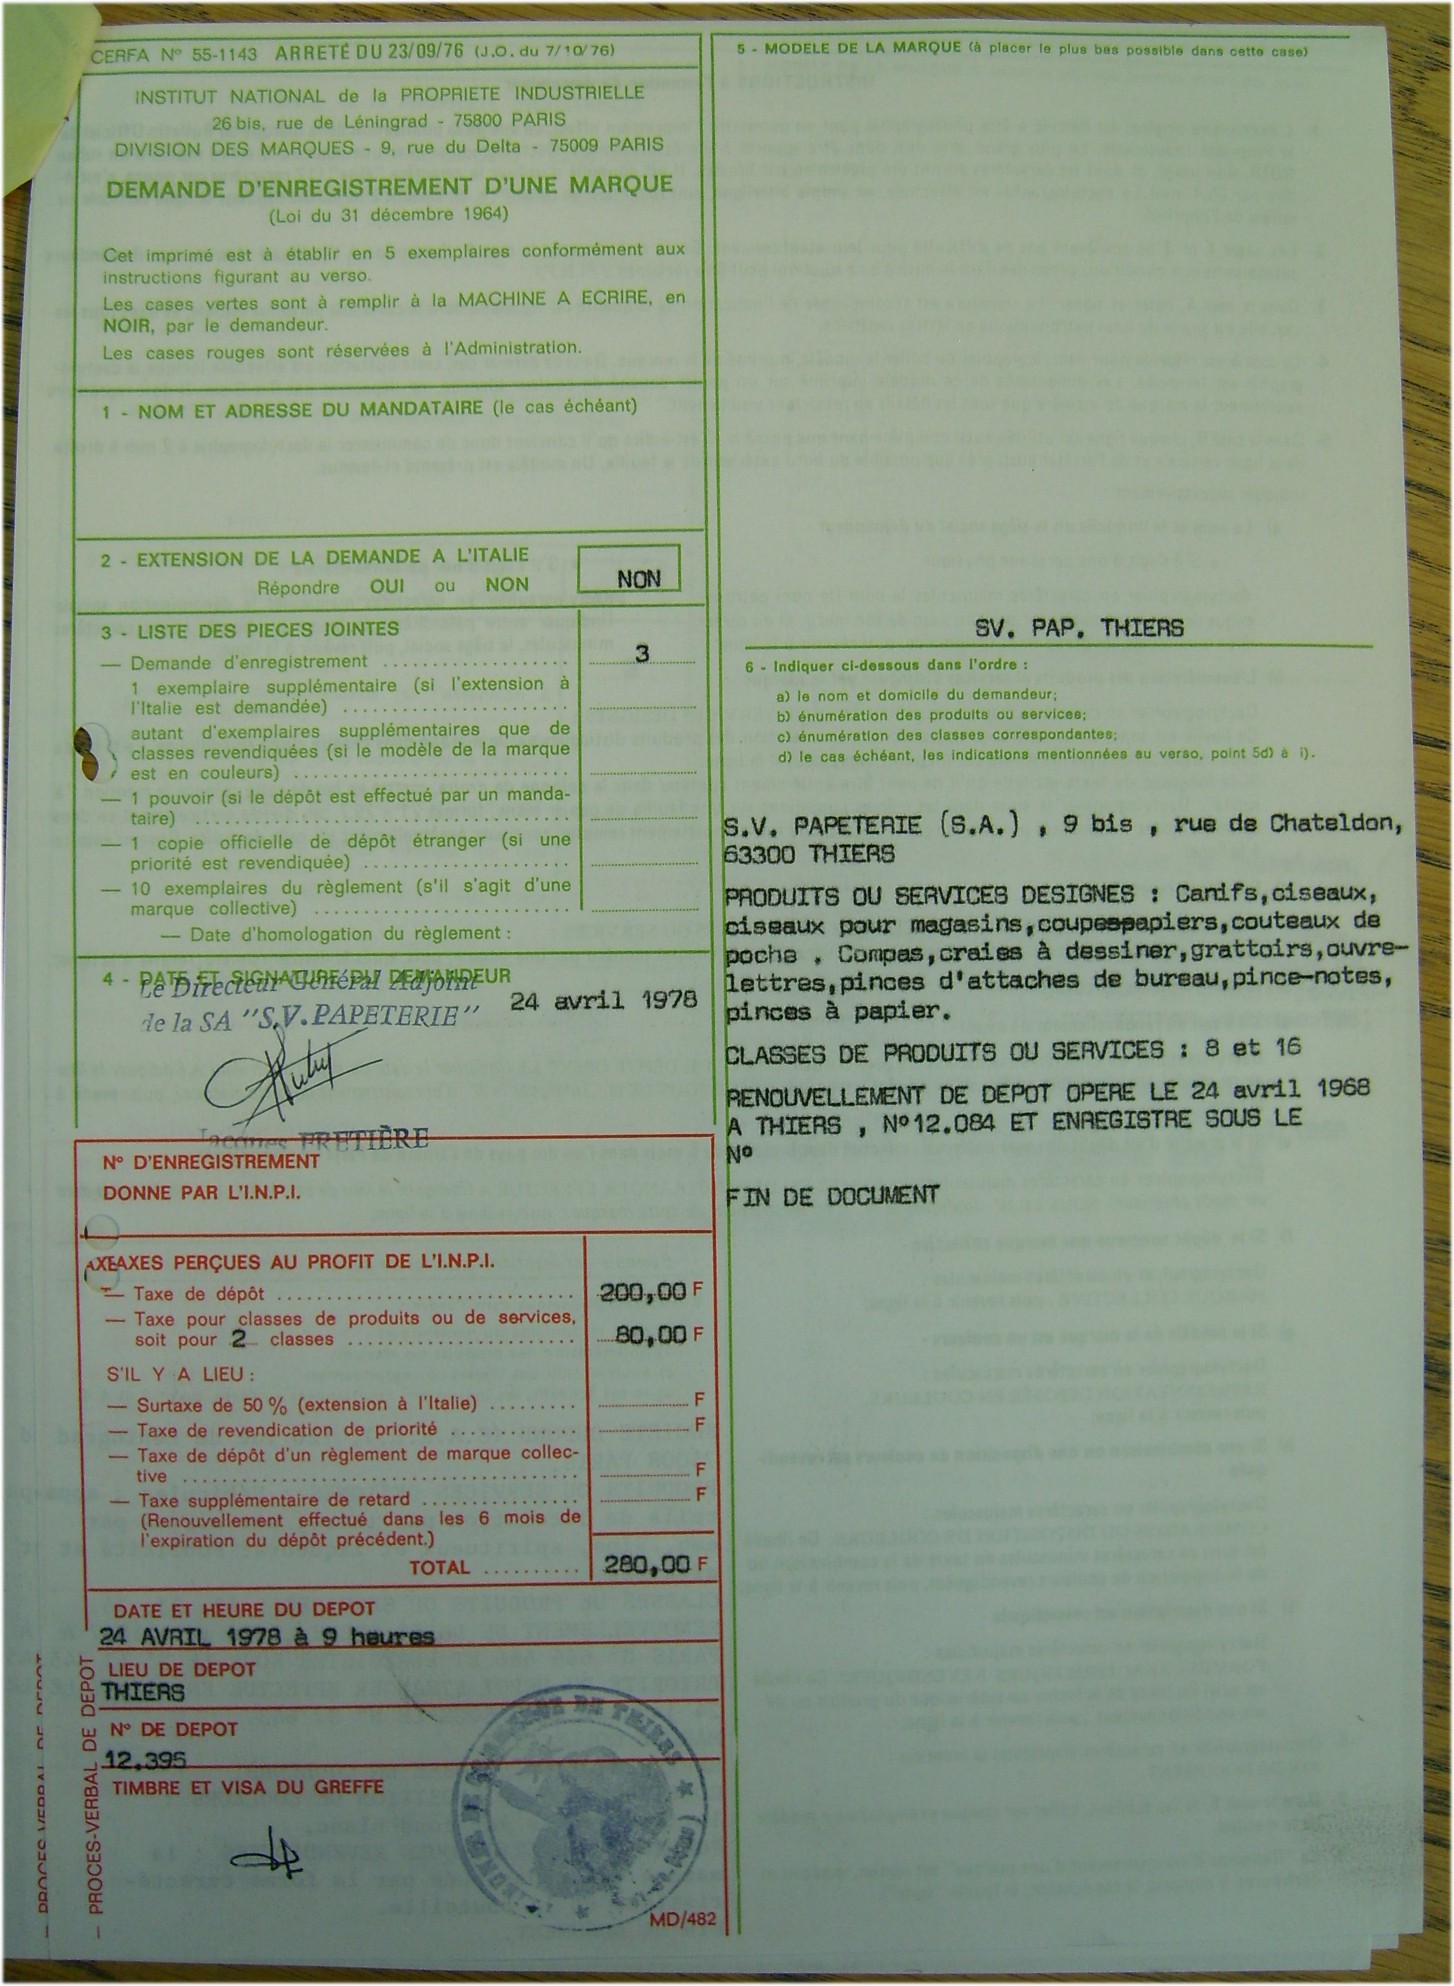 CERFA N° 55-1143 ARRETÉ DU 23/09/76 (J.O. du 7/10/76)
INSTITUT NATIONAL de la PROPRIETE INDUSTRIELLE
26 bis, rue de Léningrad - 75800 PARIS
DIVISION DES MARQUES - 9, rue du Delta - 75009 PARIS
DEMANDE D'ENREGISTREMENT D'UNE MARQUE
(Loi du 31 décembre 1964)
Cet imprimé est à établir en 5 exemplaires conformément aux
instructions figurant au verso.
Les cases vertes sont à remplir à la MACHINE A ECRIRE, en
NOIR, par le demandeur.
Les cases rouges sont réservées à l'Administration.
1 - NOM ET ADRESSE DU MANDATAIRE (le cas échéant)
2 - EXTENSION DE LA DEMANDE A L'ITALIE
Répondre OUI ou NON
NON
3 - LISTE DES PIECES JOINTES
— Demande d'enregistrement .................. 3
1 exemplaire supplémentaire (si l'extension à
l'Italie est demandée) ......................
autant d'exemplaires supplémentaires que de
classes revendiquées (si le modèle de la marque
est en couleurs) ...........................
— 1 pouvoir (si le dépôt est effectué par un manda-
taire) ....................................
— 1 copie officielle de dépôt étranger (si une
priorité est revendiquée) ....................
— 10 exemplaires du règlement (s'il s'agit d'une
marque collective) .........................
— Date d'homologation du règlement :
4 - DATE ET SIGNATURE DU DEMANDEUR
Le Directeur Général Adjoint
de la SA "S.V. PAPETERIE"
24 avril 1978
Jacques FRETIÈRE
N° D'ENREGISTREMENT
DONNE PAR L'I.N.P.I.
TAXES PERÇUES AU PROFIT DE L'I.N.P.I.
— Taxe de dépôt ............................. 200,00 F
— Taxe pour classes de produits ou de services,
soit pour 2 classes ...................... 80,00 F
S'IL Y A LIEU :
— Surtaxe de 50 % (extension à l'Italie) ......... F
— Taxe de revendication de priorité ............. F
— Taxe de dépôt d'un règlement de marque collec-
tive ....................................... F
— Taxe supplémentaire de retard ................ F
(Renouvellement effectué dans les 6 mois de
l'expiration du dépôt précédent.)
TOTAL .......... 280,00 F
DATE ET HEURE DU DEPOT
24 AVRIL 1978 à 9 heures
LIEU DE DEPOT
THIERS
N° DE DEPOT
12.395
TIMBRE ET VISA DU GREFFE
MD/482
— PROCES-VERBAL DE DEPOT
— PROCES-VERBAL DE DEPOT
5 - MODELE DE LA MARQUE (à placer le plus bas possible dans cette case)
SV. PAP. THIERS
6 - Indiquer ci-dessous dans l'ordre :
a) le nom et domicile du demandeur;
b) énumération des produits ou services;
c) énumération des classes correspondantes;
d) le cas échéant, les indications mentionnées au verso, point 5d) à i).
S.V. PAPETERIE (S.A.) , 9 bis , rue de Chateldon,
63300 THIERS
PRODUITS OU SERVICES DESIGNES : Canifs,ciseaux,
ciseaux pour magasins,coupespapiers,couteaux de
poche . Compas,craies à dessiner,grattoirs,ouvre-
lettres,pinces d'attaches de bureau,pince-notes,
pinces à papier.
CLASSES DE PRODUITS OU SERVICES : 8 et 16
RENOUVELLEMENT DE DEPOT OPERE LE 24 avril 1968
A THIERS , N°12.084 ET ENREGISTRE SOUS LE
N°
FIN DE DOCUMENT